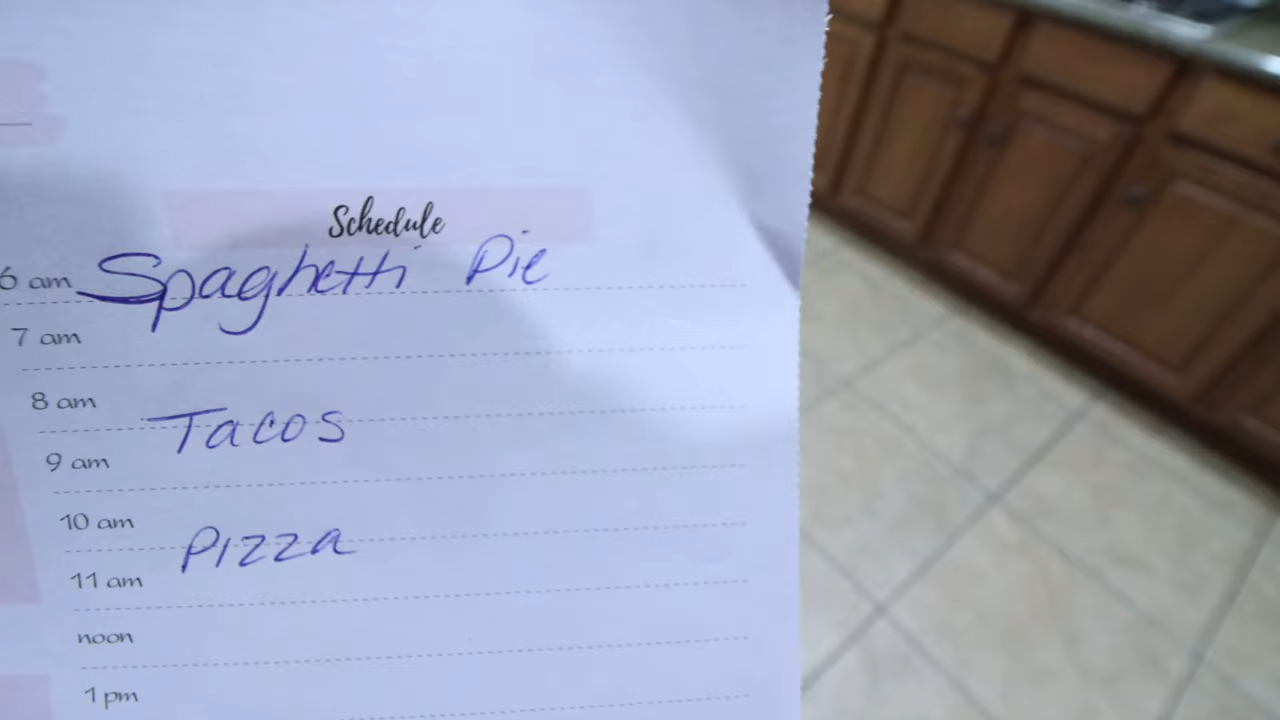 Schedule
6 am Spaghetti Pie
7 am
8 am
Tacos
9 am
10 am
Pizza
11 am
noon
1 pm